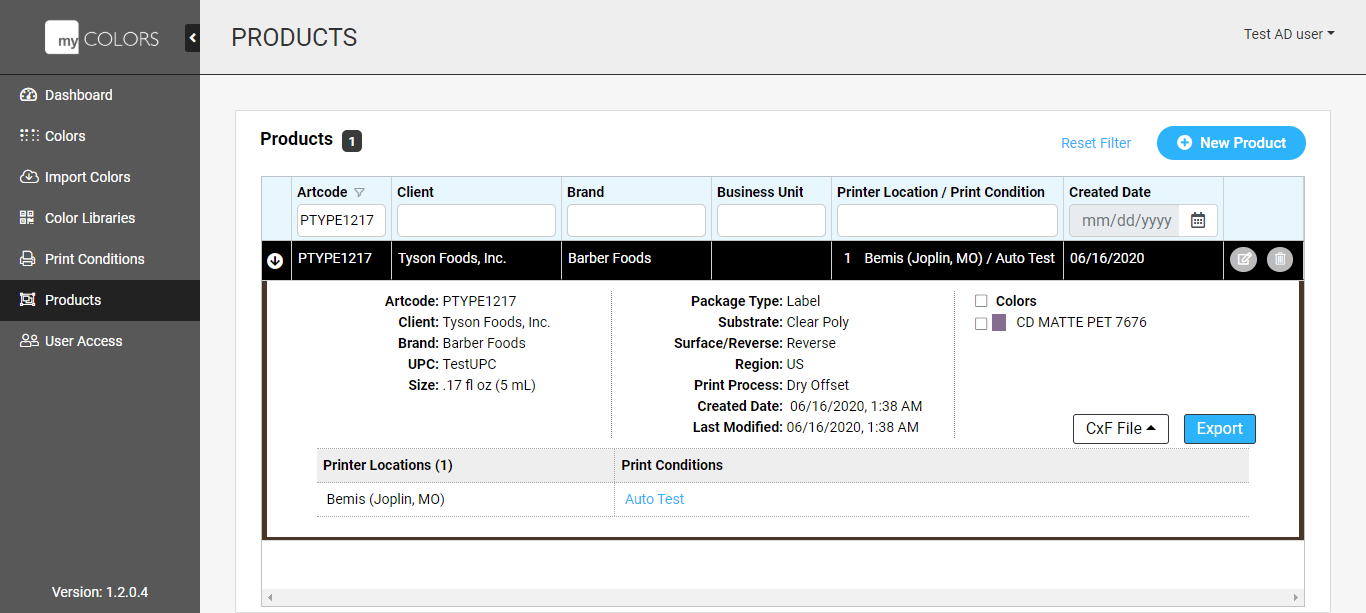 my COLORS
PRODUCTS
Test AD user
Dashboard
Colors
Import Colors
Color Libraries
Print Conditions
Products
User Access
Version: 1.2.0.4
Products 1
Reset Filter
New Product
Artcode Client Brand Business Unit Printer Location / Print Condition Created Date
PTYPE1217 mm/dd/yyyy
PTYPE1217 Tyson Foods, Inc. Barber Foods 1 Bemis (Joplin, MO) / Auto Test 06/16/2020
Artcode: PTYPE1217
Client: Tyson Foods, Inc.
Brand: Barber Foods
UPC: TestUPC
Size: .17 fl oz (5 mL)
Package Type: Label
Substrate: Clear Poly
Surface/Reverse: Reverse
Region: US
Print Process: Dry Offset
Created Date: 06/16/2020, 1:38 AM
Last Modified: 06/16/2020, 1:38 AM
Colors
CD MATTE PET 7676
CxF File
Export
Printer Locations (1) Print Conditions
Bemis (Joplin, MO) Auto Test